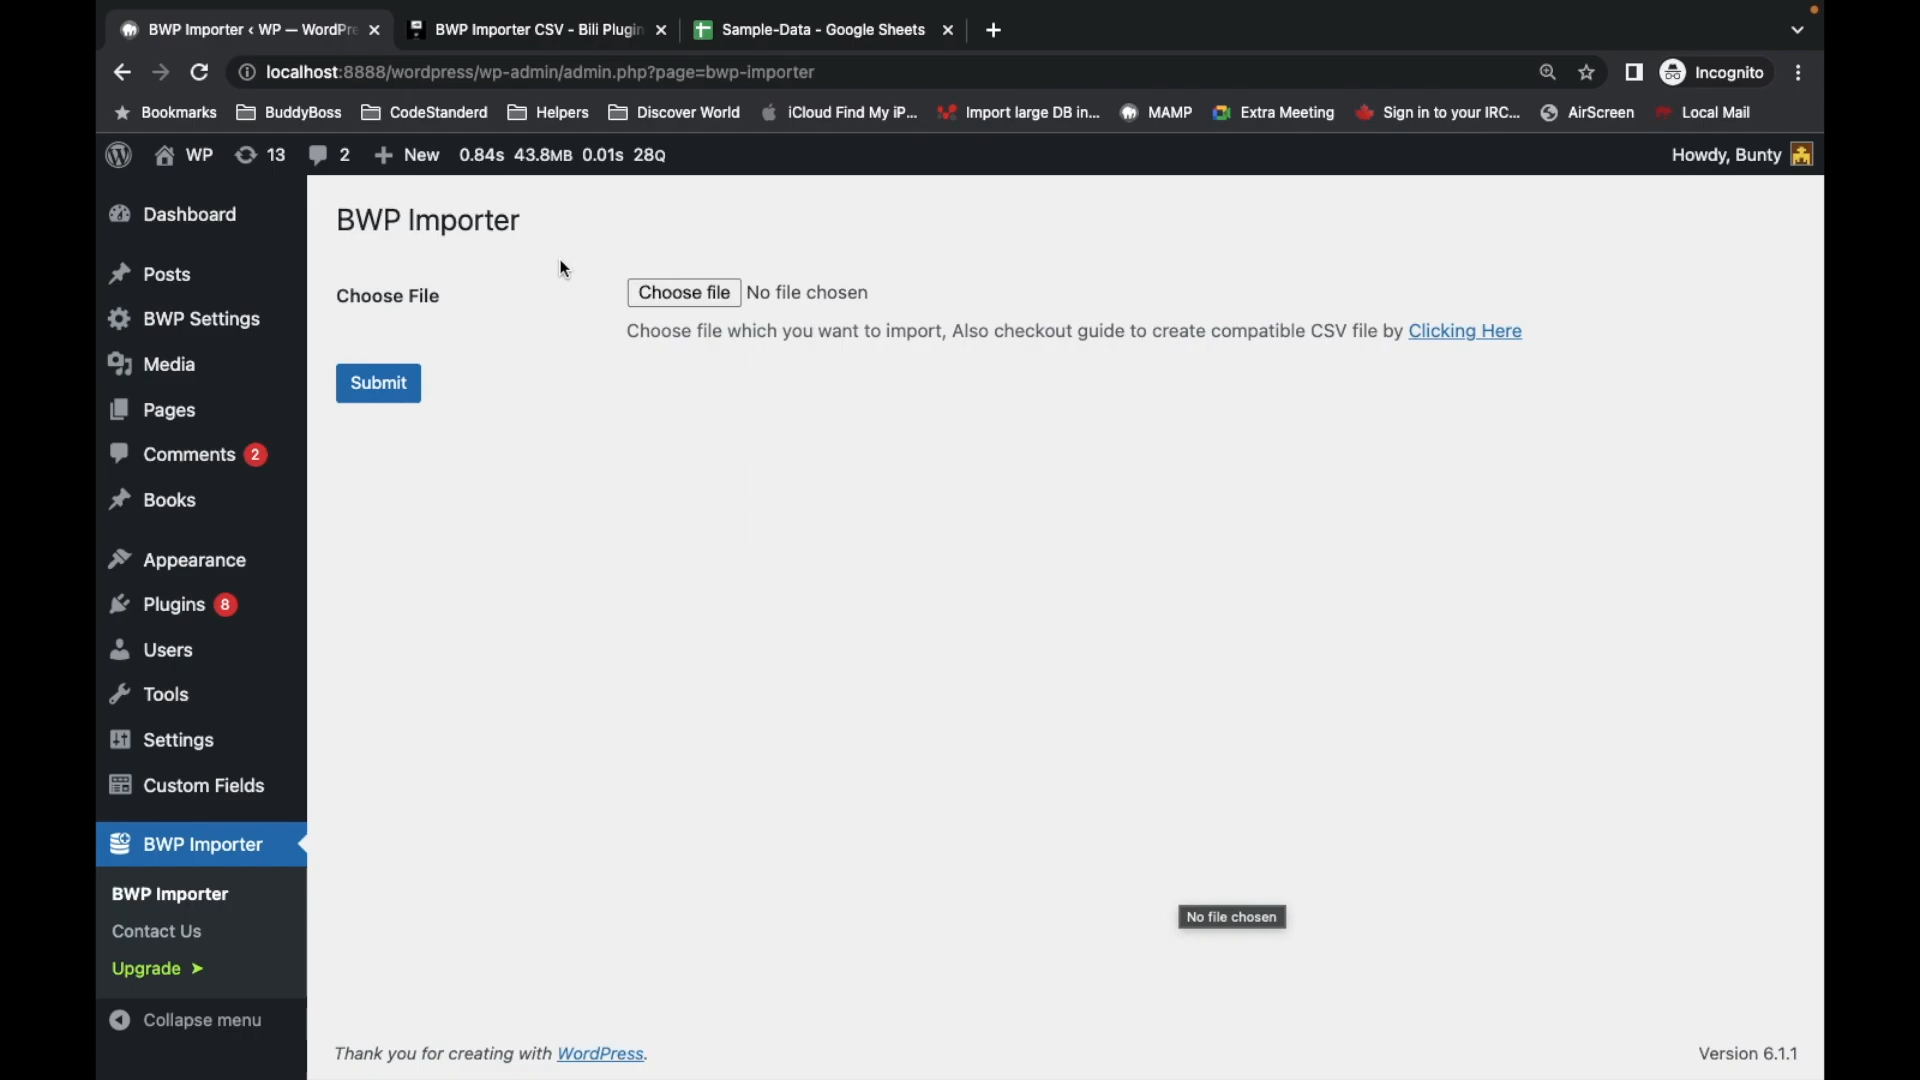 BWP Importer ‹ WP — WordPre
BWP Importer CSV - Bili Plugin
Sample-Data - Google Sheets
localhost:8888/wordpress/wp-admin/admin.php?page=bwp-importer
Incognito
Bookmarks
BuddyBoss
CodeStanderd
Helpers
Discover World
iCloud Find My iP...
Import large DB in...
MAMP
Extra Meeting
Sign in to your IRC...
AirScreen
Local Mail
WP
13
2
New
0.84s 43.8MB 0.01s 28Q
Howdy, Bunty
Dashboard
Posts
BWP Settings
Media
Pages
Comments 2
Books
Appearance
Plugins 8
Users
Tools
Settings
Custom Fields
BWP Importer
BWP Importer
Contact Us
Upgrade ➤
Collapse menu
BWP Importer
Choose File
Choose file No file chosen
Choose file which you want to import, Also checkout guide to create compatible CSV file by Clicking Here
Submit
No file chosen
Thank you for creating with WordPress.
Version 6.1.1